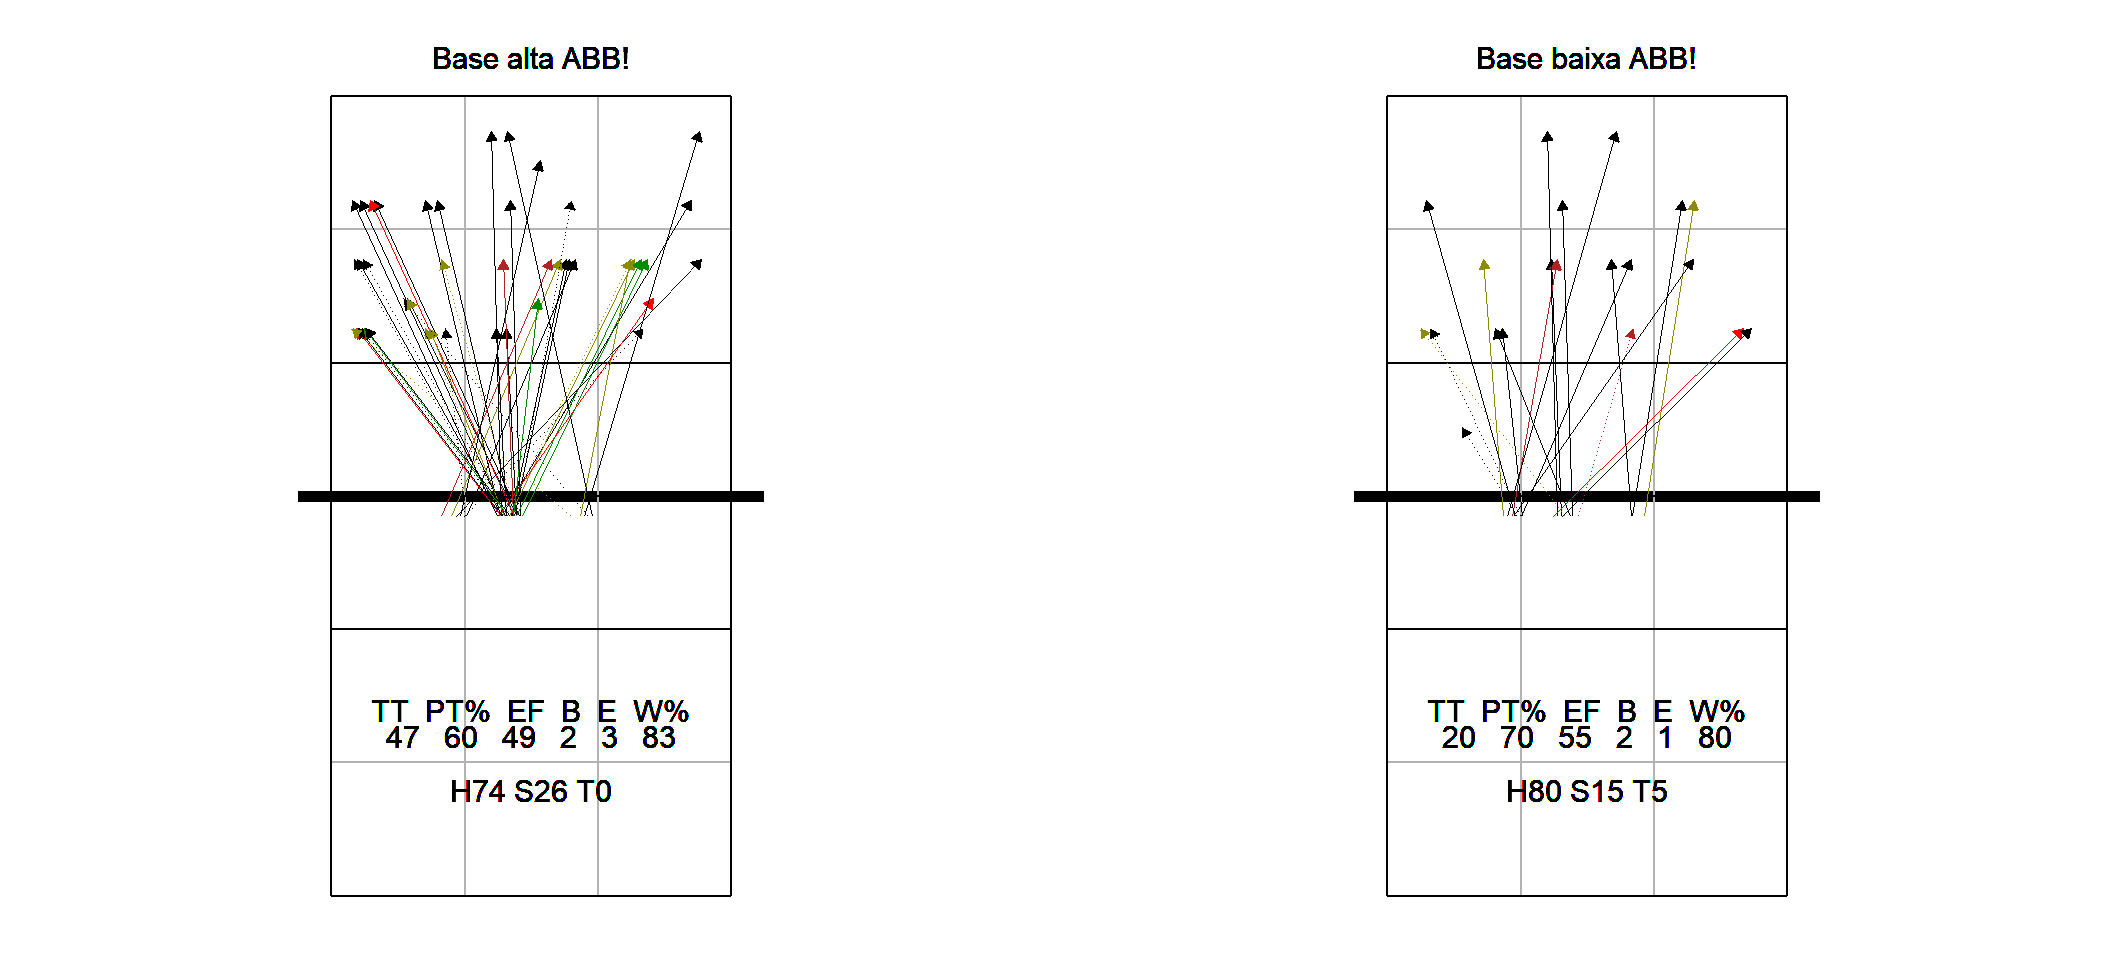 Base alta ABB!
TT PT% EF B E W%
47 60 49 2 3 83
H74 S26 T0
Base baixa ABB!
TT PT% EF B E W%
20 70 55 2 1 80
H80 S15 T5